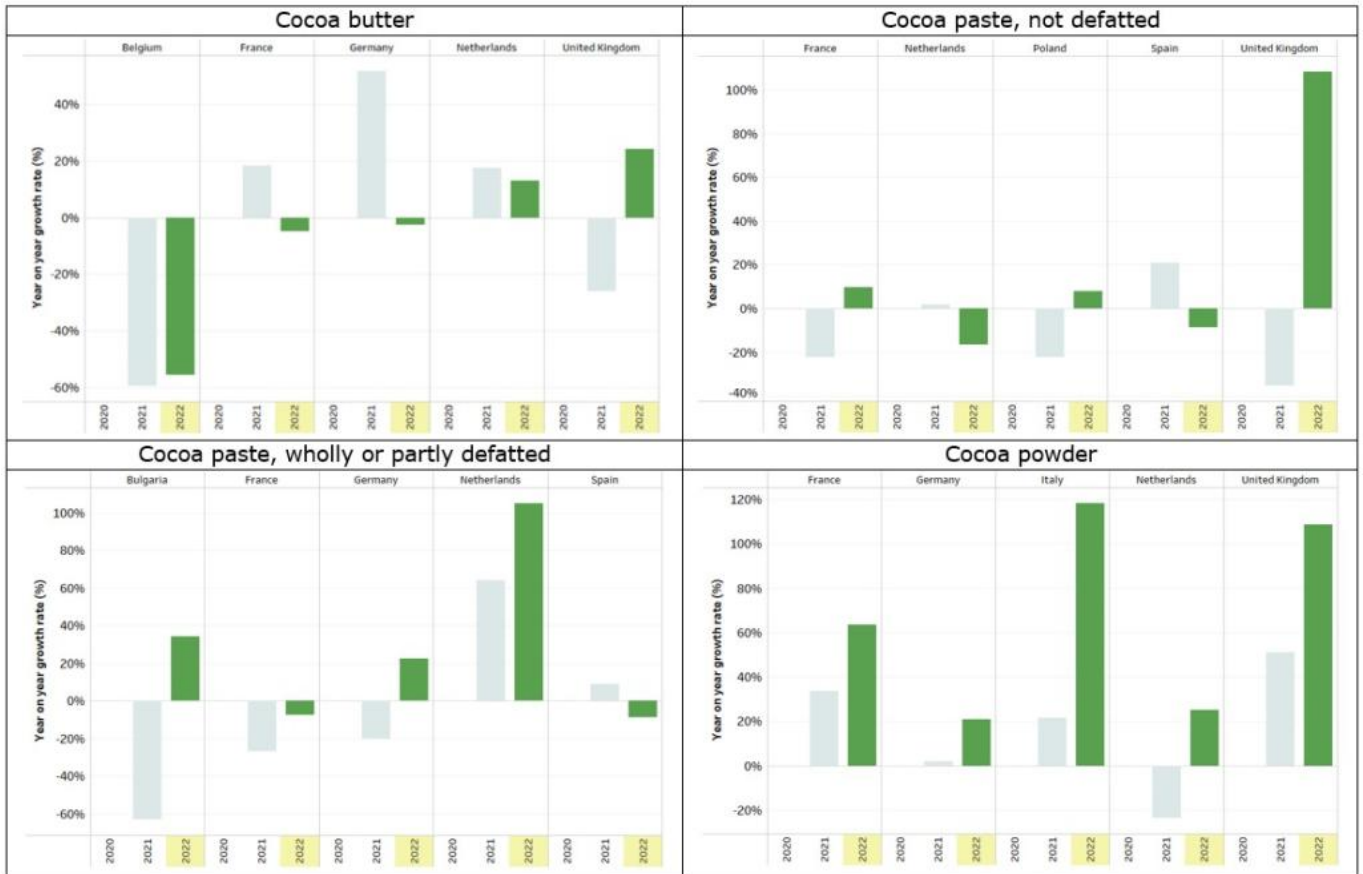 Cocoa butter
Belgium France Germany Netherlands United Kingdom
Year on year growth rate (%)
40%
20%
0%
-20%
-40%
-60%
2020 2021 2022 2020 2021 2022 2020 2021 2022 2020 2021 2022 2020 2021 2022
Cocoa paste, not defatted
France Netherlands Poland Spain United Kingdom
Year on year growth rate (%)
100%
80%
60%
40%
20%
0%
-20%
-40%
2020 2021 2022 2020 2021 2022 2020 2021 2022 2020 2021 2022 2020 2021 2022
Cocoa paste, wholly or partly defatted
Bulgaria France Germany Netherlands Spain
Year on year growth rate (%)
100%
80%
60%
40%
20%
0%
-20%
-40%
-60%
2020 2021 2022 2020 2021 2022 2020 2021 2022 2020 2021 2022 2020 2021 2022
Cocoa powder
France Germany Italy Netherlands United Kingdom
Year on year growth rate (%)
120%
100%
80%
60%
40%
20%
0%
-20%
2020 2021 2022 2020 2021 2022 2020 2021 2022 2020 2021 2022 2020 2021 2022